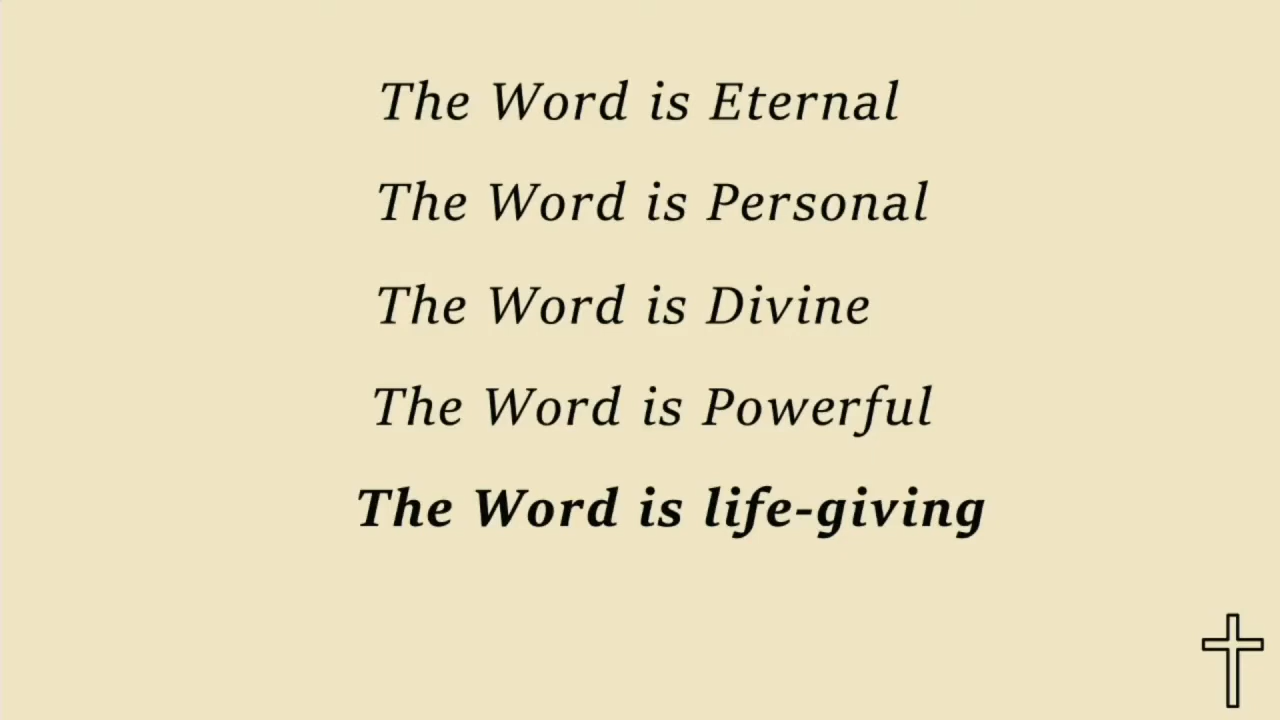 The Word is Eternal
The Word is Personal
The Word is Divine
The Word is Powerful
The Word is life-giving